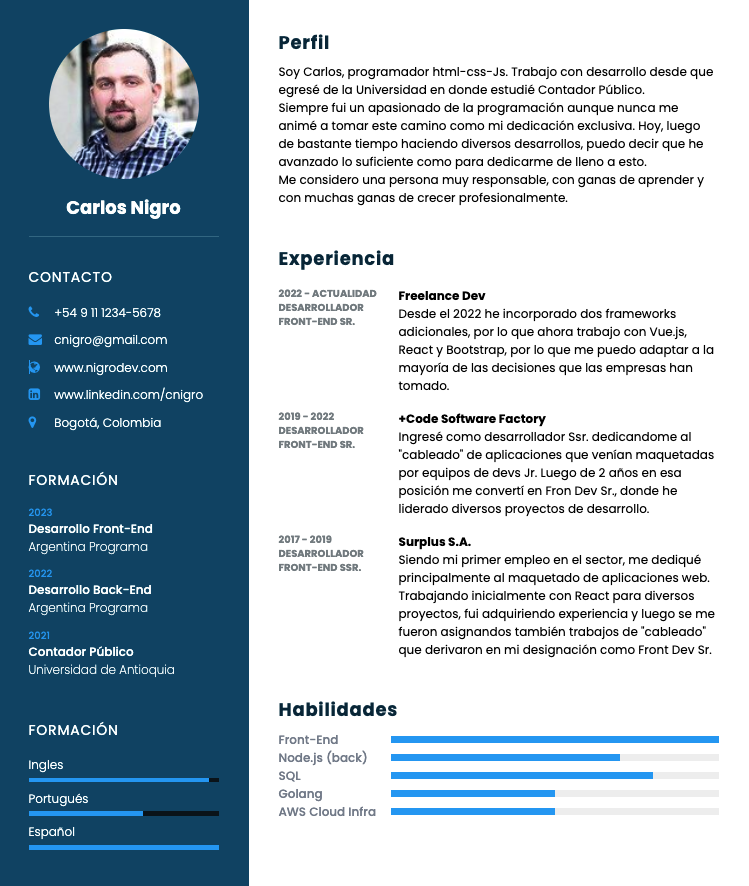 Carlos Nigro
CONTACTO
+54 9 11 1234-5678
cnigro@gmail.com
www.nigrodev.com
www.linkedin.com/cnigro
Bogotá, Colombia
FORMACIÓN
2023
Desarrollo Front-End
Argentina Programa
2022
Desarrollo Back-End
Argentina Programa
2021
Contador Público
Universidad de Antioquia
FORMACIÓN
Ingles
Portugués
Español
Perfil
Soy Carlos, programador html-css-Js. Trabajo con desarrollo desde que
egresé de la Universidad en donde estudié Contador Público.
Siempre fui un apasionado de la programación aunque nunca me
animé a tomar este camino como mi dedicación exclusiva. Hoy, luego
de bastante tiempo haciendo diversos desarrollos, puedo decir que he
avanzado lo suficiente como para dedicarme de lleno a esto.
Me considero una persona muy responsable, con ganas de aprender y
con muchas ganas de crecer profesionalmente.
Experiencia
2022 - ACTUALIDAD
DESARROLLADOR
FRONT-END SR.
Freelance Dev
Desde el 2022 he incorporado dos frameworks
adicionales, por lo que ahora trabajo con Vue.js,
React y Bootstrap, por lo que me puedo adaptar a la
mayoría de las decisiones que las empresas han
tomado.
2019 - 2022
DESARROLLADOR
FRONT-END SR.
+Code Software Factory
Ingresé como desarrollador Ssr. dedicandome al
"cableado" de aplicaciones que venían maquetadas
por equipos de devs Jr. Luego de 2 años en esa
posición me convertí en Fron Dev Sr., donde he
liderado diversos proyectos de desarrollo.
2017 - 2019
DESARROLLADOR
FRONT-END SSR.
Surplus S.A.
Siendo mi primer empleo en el sector, me dediqué
principalmente al maquetado de aplicaciones web.
Trabajando inicialmente con React para diversos
proyectos, fui adquiriendo experiencia y luego se me
fueron asignandos también trabajos de "cableado"
que derivaron en mi designación como Front Dev Sr.
Habilidades
Front-End
Node.js (back)
SQL
Golang
AWS Cloud Infra